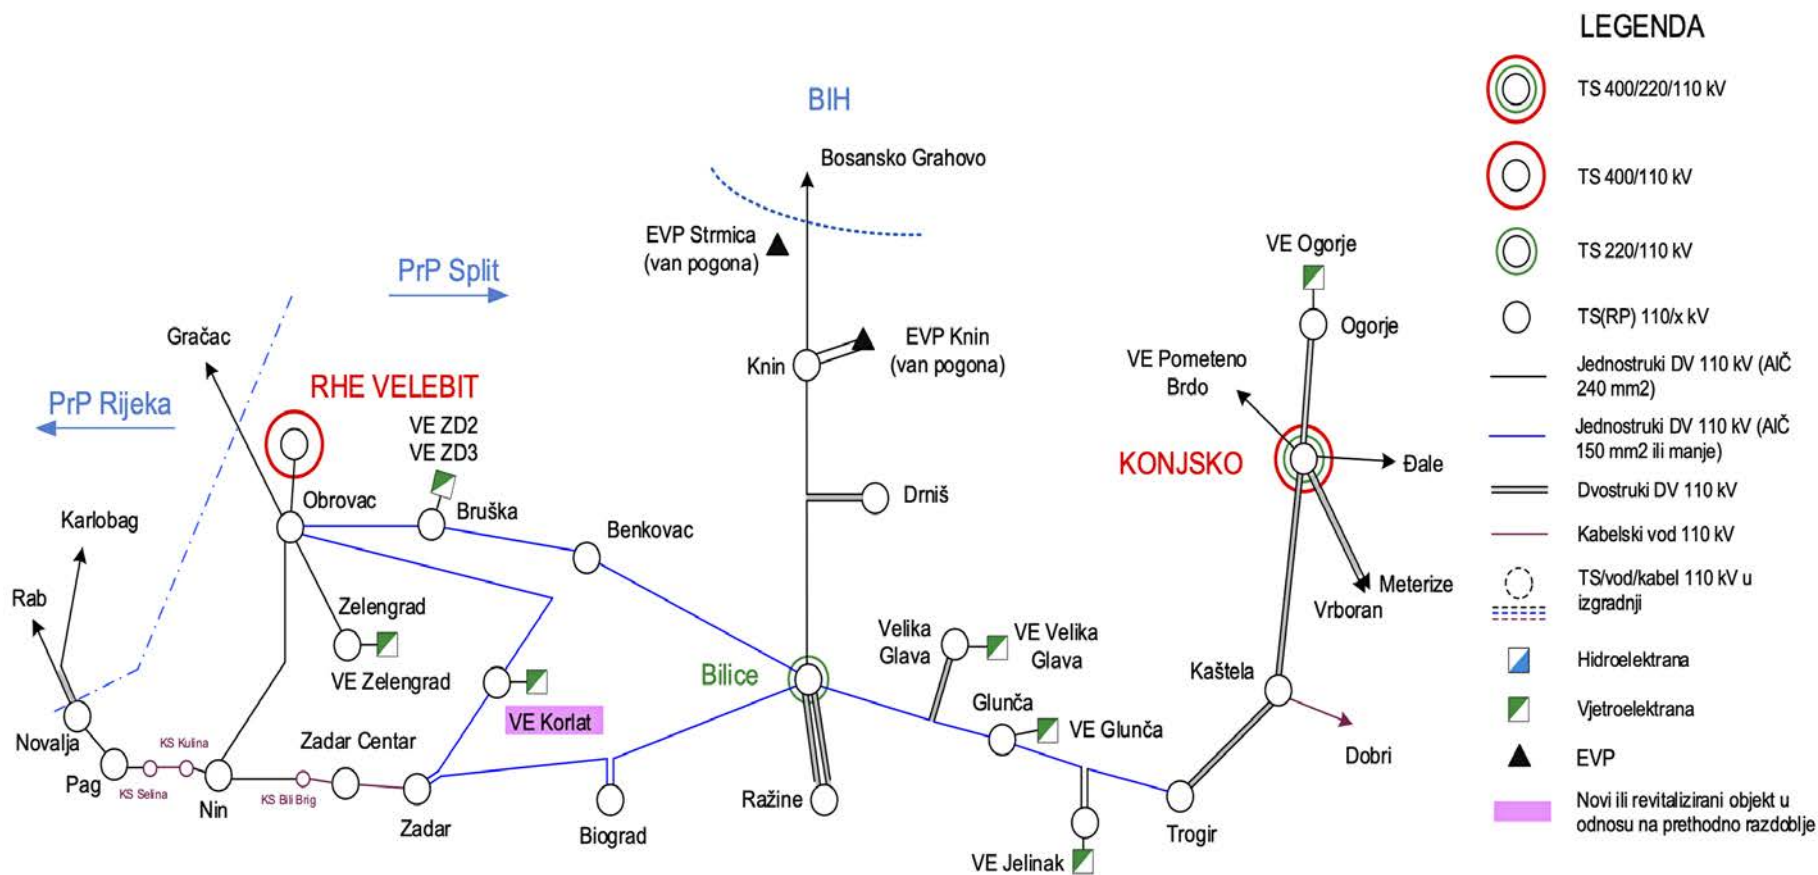 BIH
Bosansko Grahovo
EVP Strmica
(van pogona)
PrP Split
Gračac
PrP Rijeka
RHE VELEBIT
VE ZD2
VE ZD3
Knin
EVP Knin
(van pogona)
VE Ogorje
Ogorje
VE Pometeno
Brdo
KONJSKO
Đale
Meterize
Vrboran
Karlobag
Rab
Obrovac
Bruška
Benkovac
Drniš
Zelengrad
VE Zelengrad
VE Korlat
Bilice
Velika
Glava
VE Velika
Glava
Glunča
VE Glunča
Kaštela
Dobri
Novalja
Pag
KS Kulina
KS Selina
Nin
KS Bili Brig
Zadar Centar
Zadar
Biograd
Ražine
VE Jelinak
Trogir
LEGENDA
TS 400/220/110 kV
TS 400/110 kV
TS 220/110 kV
TS(RP) 110/x kV
Jednostruki DV 110 kV (AlČ
240 mm2)
Jednostruki DV 110 kV (AlČ
150 mm2 ili manje)
Dvostruki DV 110 kV
Kabelski vod 110 kV
TS/vod/kabel 110 kV u
izgradnji
Hidroelektrana
Vjetroelektrana
EVP
Novi ili revitalizirani objekt u
odnosu na prethodno razdoblje